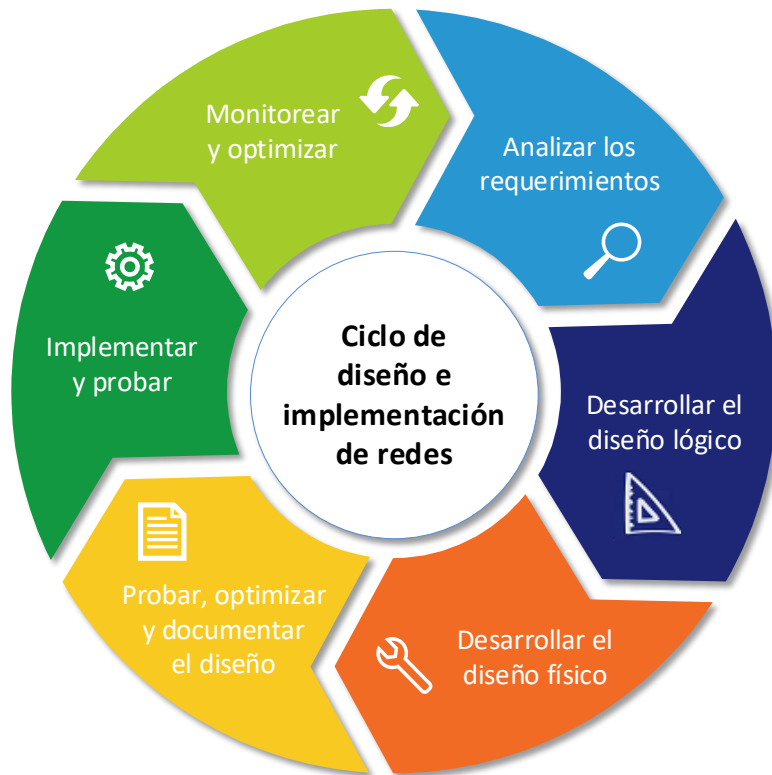 Ciclo de
diseño e
implementación
de redes
Analizar los
requerimientos
Desarrollar el
diseño lógico
Desarrollar el
diseño físico
Probar, optimizar
y documentar
el diseño
Implementar
y probar
Monitorear
y optimizar